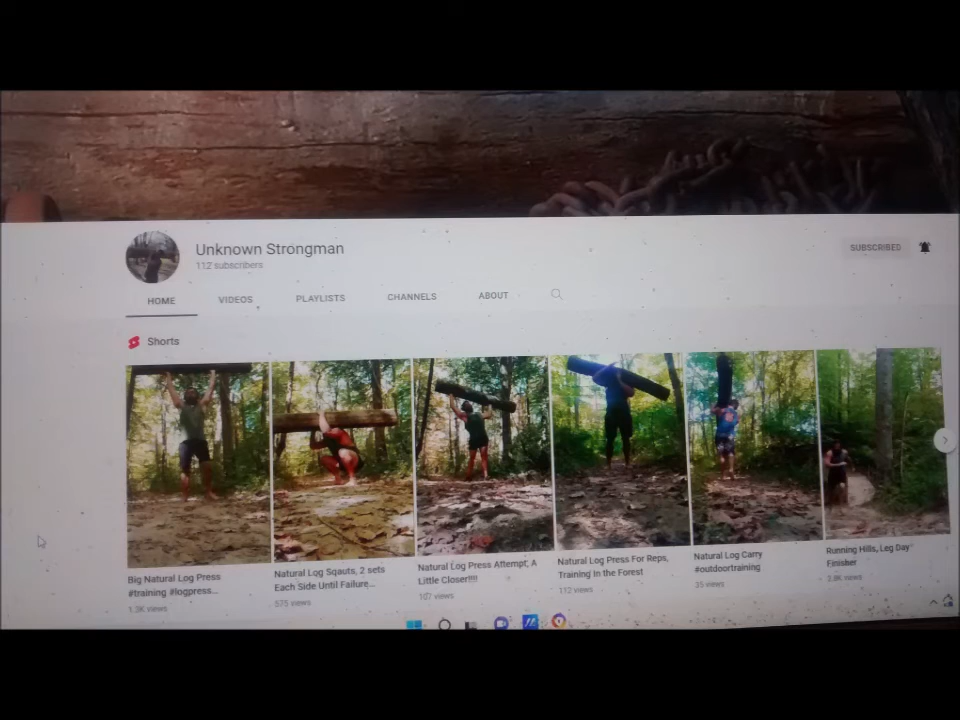 Unknown Strongman
112 subscribers
SUBSCRIBED
HOME VIDEOS PLAYLISTS CHANNELS ABOUT
Shorts
Big Natural Log Press
#training #logpress...
1.3K views
Natural Log Sqauts, 2 sets
Each Side Until Failure...
575 views
Natural Log Press Attempt, A
Little Closer!!!!
107 views
Natural Log Press For Reps,
Training In the Forest
112 views
Natural Log Carry
#outdoortraining
35 views
Running Hills, Leg Day
Finisher
3.8K views